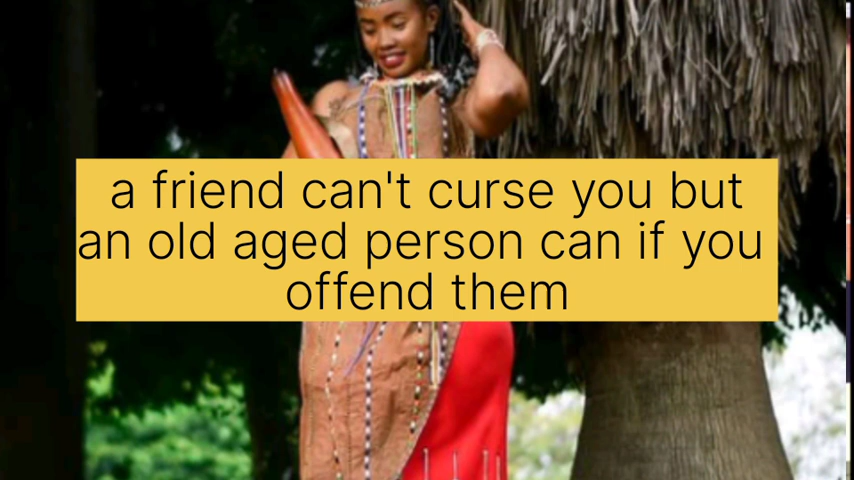 a friend can't curse you but
an old aged person can if you
offend them